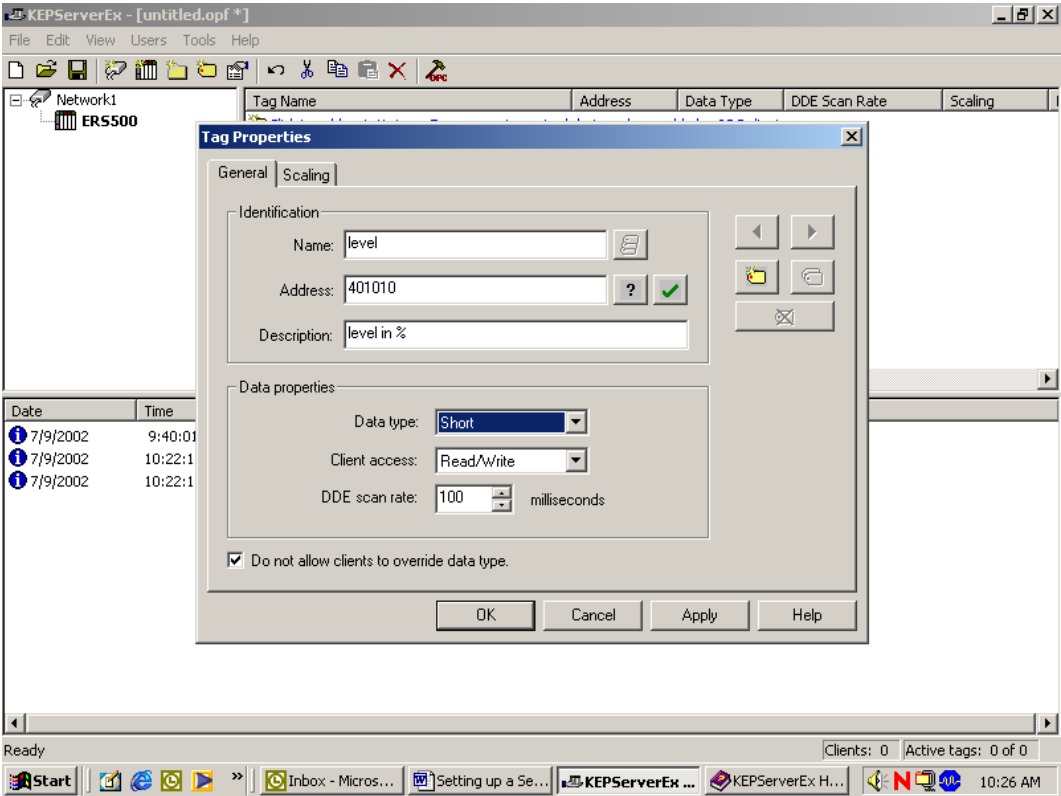 KEPServerEx - [untitled.opf *]
File Edit View Users Tools Help
OPC
Network1
ERS500
Tag Name Address Data Type DDE Scan Rate Scaling
Tag Properties
General Scaling
Identification
Name: level
Address: 401010 ?
Description: level in %
Data properties
Data type: Short
Client access: Read/Write
DDE scan rate: 100 milliseconds
Do not allow clients to override data type.
OK Cancel Apply Help
Date Time
7/9/2002 9:40:01
7/9/2002 10:22:1
7/9/2002 10:22:1
Ready Clients: 0 Active tags: 0 of 0
Start » Inbox - Micros... Setting up a Se... KEPServerEx ... KEPServerEx H... N 10:26 AM